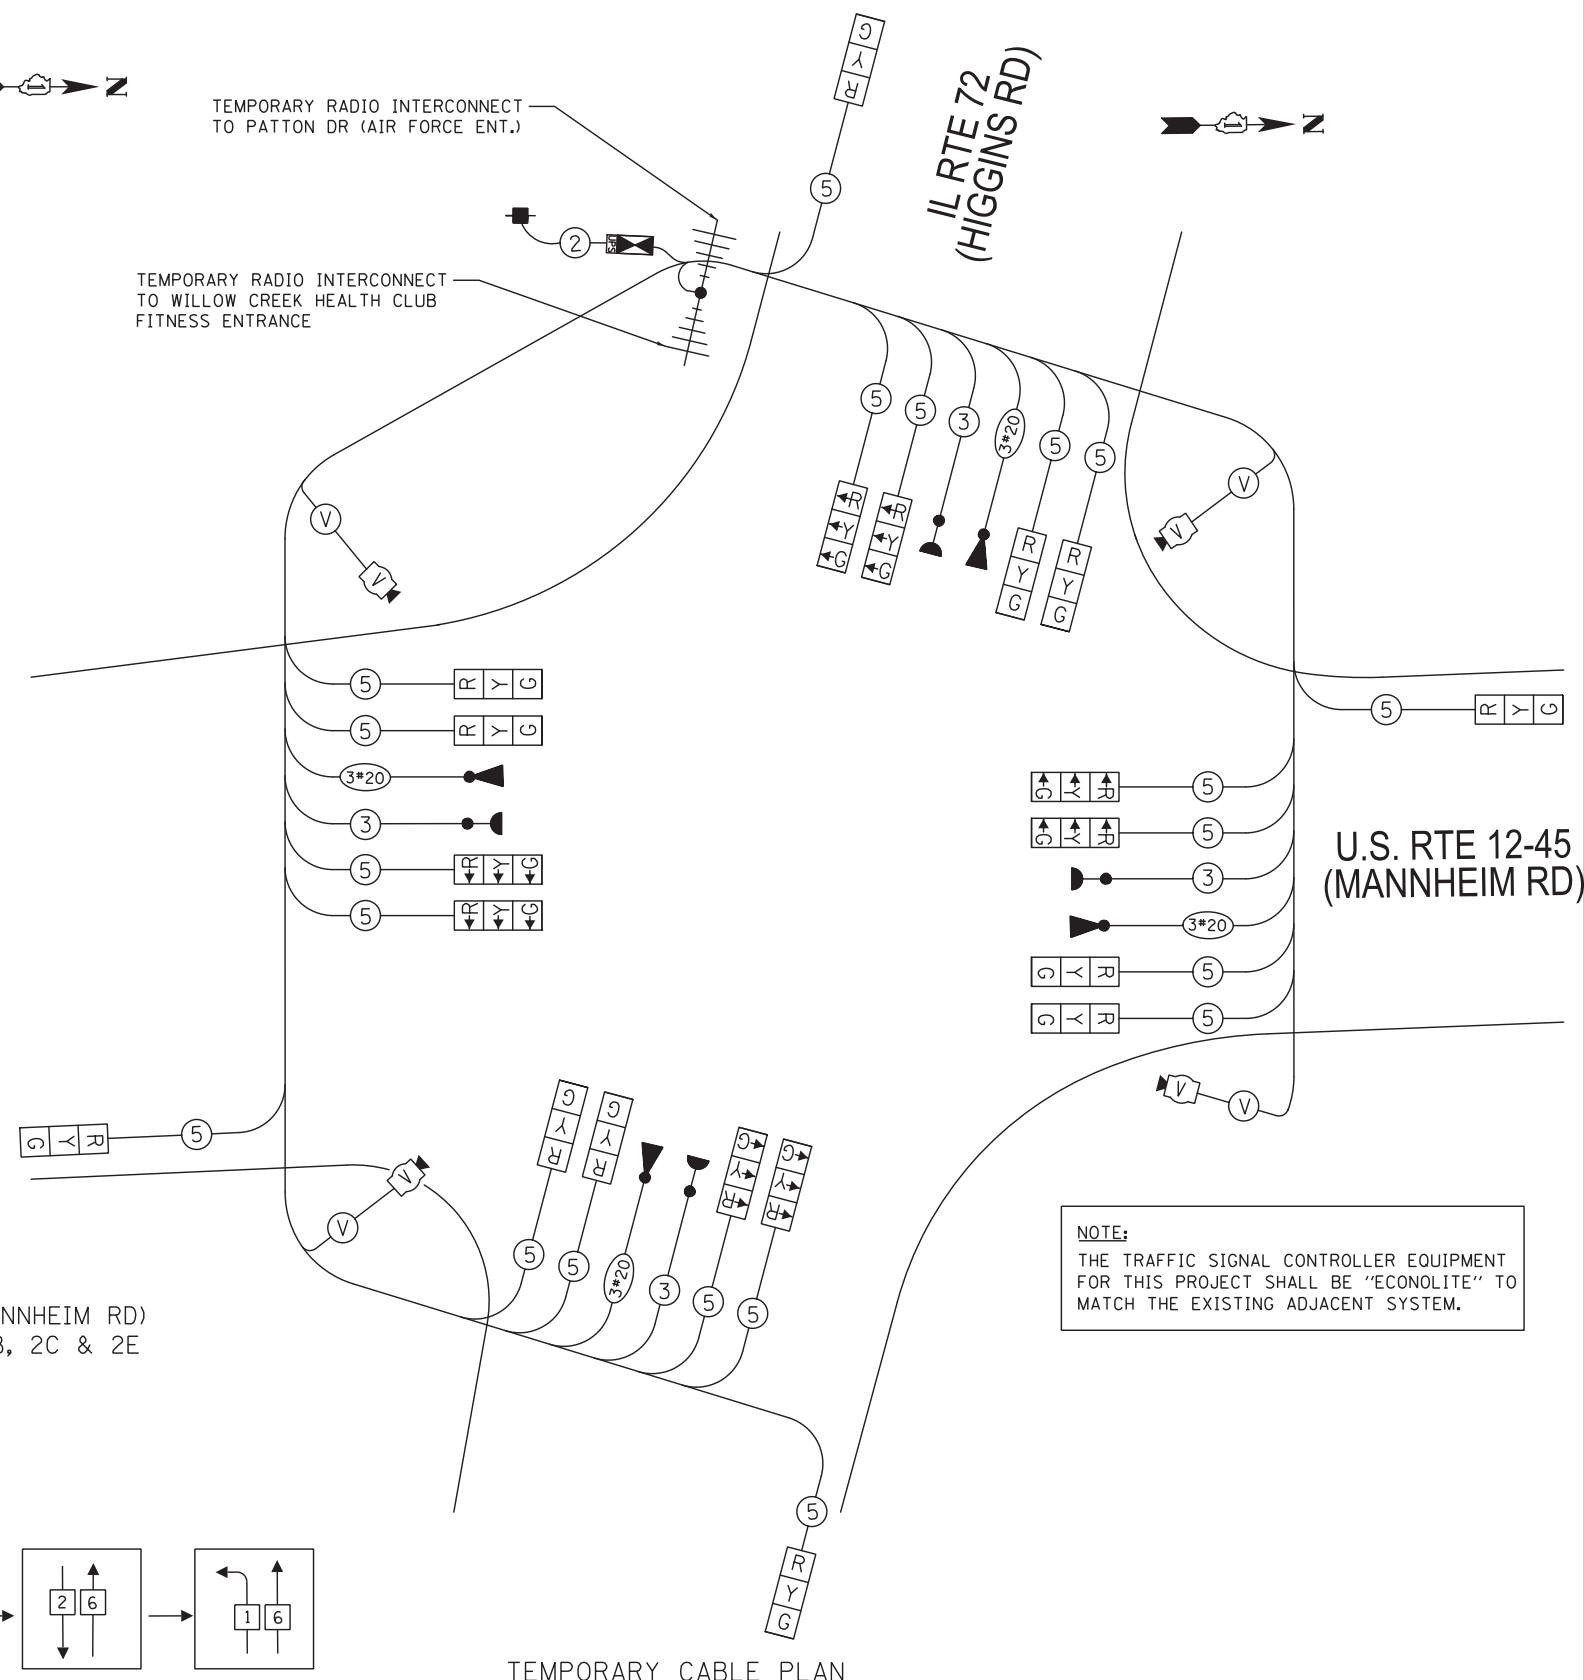 N
TEMPORARY RADIO INTERCONNECT
TO PATTON DR (AIR FORCE ENT.)
G
Y
R
5
IL RTE 72
(HIGGINS RD)
N
2
UPS
TEMPORARY RADIO INTERCONNECT
TO WILLOW CREEK HEALTH CLUB
FITNESS ENTRANCE
5
5
3
3#20
5
5
R
Y
G
R
Y
G
R
Y
G
R
Y
G
V
V
V
V
5
R Y G
5
R Y G
3#20
3
5
R Y G
5
R Y G
5
R Y G
G Y R
5
G Y R
5
3
3#20
G Y R
5
G Y R
5
U.S. RTE 12-45
(MANNHEIM RD)
V
V
G Y R
5
V
V
G
Y
R
G
Y
R
G
Y
R
G
Y
R
5
5
3#20
3
5
5
NOTE:
THE TRAFFIC SIGNAL CONTROLLER EQUIPMENT
FOR THIS PROJECT SHALL BE "ECONOLITE" TO
MATCH THE EXISTING ADJACENT SYSTEM.
NNHEIM RD)
, 2C & 2E
5
R
Y
G
2 6
1 6
TEMPORARY CABLE PLAN